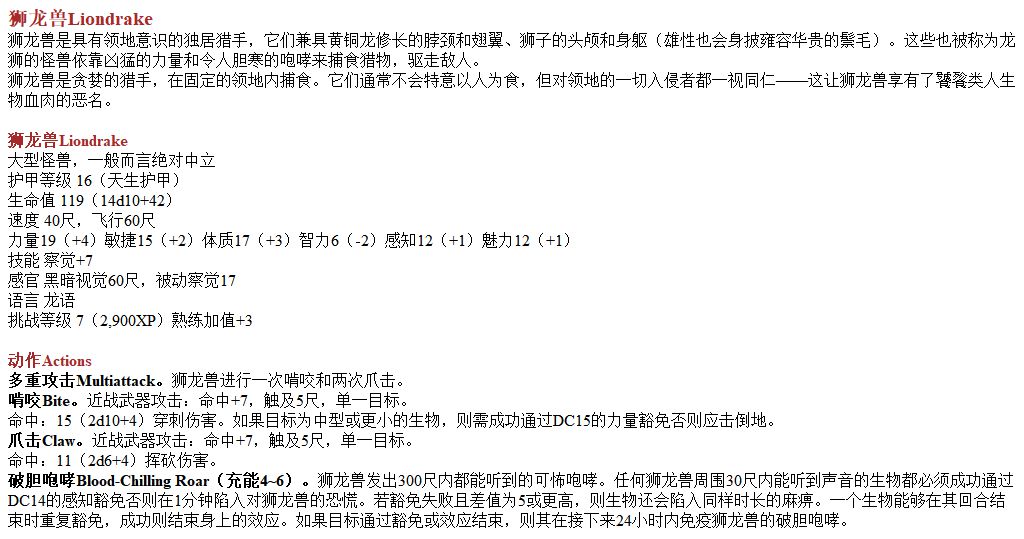 狮龙兽Liondrake
狮龙兽是具有领地意识的独居猎手，它们兼具黄铜龙修长的脖颈和翅翼、狮子的头颅和身躯（雄性也会身披雍容华贵的鬃毛）。这些也被称为龙
狮的怪兽依靠凶猛的力量和令人胆寒的咆哮来捕食猎物，驱走敌人。
狮龙兽是贪婪的猎手，在固定的领地内捕食。它们通常不会特意以人为食，但对领地的一切入侵者都一视同仁——这让狮龙兽享有了饕餮类人生
物血肉的恶名。
狮龙兽Liondrake
大型怪兽，一般而言绝对中立
护甲等级 16（天生护甲）
生命值 119（14d10+42）
速度 40尺，飞行60尺
力量19（+4）敏捷15（+2）体质17（+3）智力6（-2）感知12（+1）魅力12（+1）
技能 察觉+7
感官 黑暗视觉60尺，被动察觉17
语言 龙语
挑战等级 7（2,900XP）熟练加值+3
动作Actions
多重攻击Multiattack。狮龙兽进行一次啃咬和两次爪击。
啃咬Bite。近战武器攻击：命中+7，触及5尺，单一目标。
命中：15（2d10+4）穿刺伤害。如果目标为中型或更小的生物，则需成功通过DC15的力量豁免否则应击倒地。
爪击Claw。近战武器攻击：命中+7，触及5尺，单一目标。
命中：11（2d6+4）挥砍伤害。
破胆咆哮Blood-Chilling Roar（充能4~6）。狮龙兽发出300尺内都能听到的可怖咆哮。任何狮龙兽周围30尺内能听到声音的生物都必须成功通过
DC14的感知豁免否则在1分钟陷入对狮龙兽的恐慌。若豁免失败且差值为5或更高，则生物还会陷入同样时长的麻痹。一个生物能够在其回合结
束时重复豁免，成功则结束身上的效应。如果目标通过豁免或效应结束，则其在接下来24小时内免疫狮龙兽的破胆咆哮。